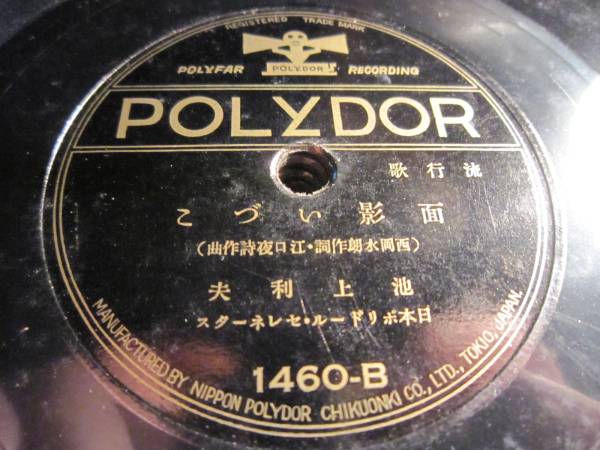 REGISTERED TRADE MARK
POLYDOR
POLYFAR RECORDING
POLYDOR
流行歌
面影いづこ
(西岡水朗作詞・江口夜詩作曲)
池上利夫
日本ポリドール・セレネータス
1460-B
MANUFACTURED BY NIPPON POLYDOR CHIKUONKI CO., LTD., TOKIO, JAPAN.